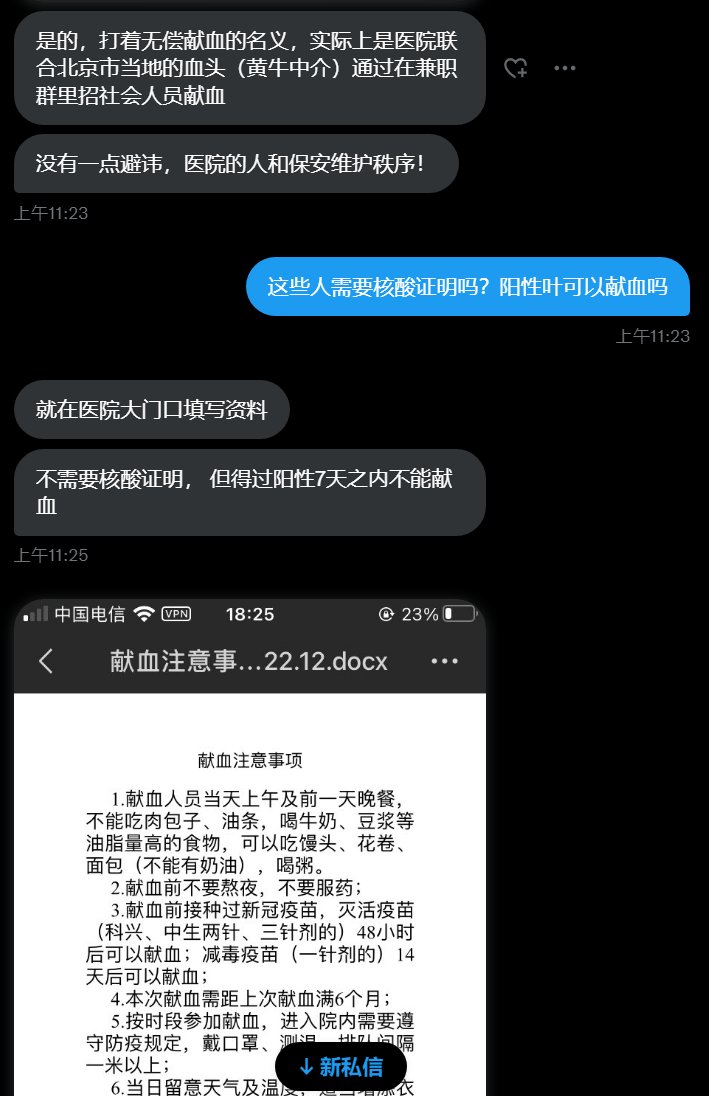 是的，打着无偿献血的名义，实际上是医院联
合北京市当地的血头（黄牛中介）通过在兼职
群里招社会人员献血
没有一点避讳，医院的人和保安维护秩序！
上午11:23
这些人需要核酸证明吗？阳性叶可以献血吗
上午11:23
就在医院大门口填写资料
不需要核酸证明， 但得过阳性7天之内不能献
血
上午11:25
中国电信 VPN 18:25 23%
献血注意事...22.12.docx
献血注意事项
1.献血人员当天上午及前一天晚餐，
不能吃肉包子、油条，喝牛奶、豆浆等
油脂量高的食物，可以吃馒头、花卷、
面包（不能有奶油），喝粥。
2.献血前不要熬夜，不要服药；
3.献血前接种过新冠疫苗，灭活疫苗
（科兴、中生两针、三针剂的）48小时
后可以献血；减毒疫苗（一针剂的）14
天后可以献血；
4.本次献血需距上次献血满6个月；
5.按时段参加献血，进入院内需要遵
守防疫规定，戴口罩、测温、排队间隔
一米以上；
↓新私信
6.当日留意天气及温度，适当增添衣